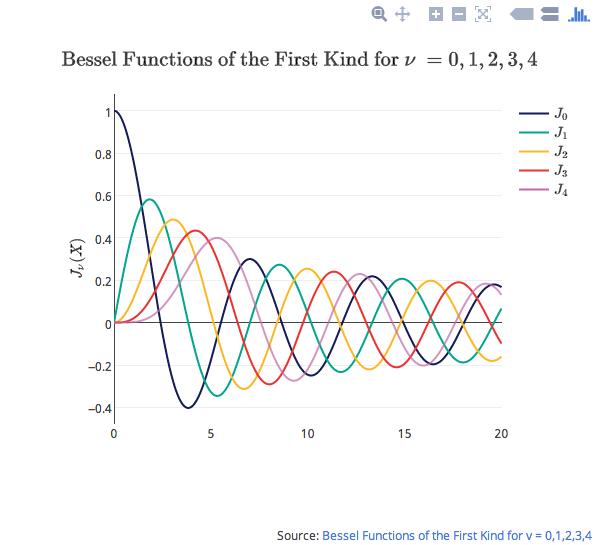 Bessel Functions of the First Kind for ν = 0, 1, 2, 3, 4
J₀
J₁
J₂
J₃
J₄
Jν(X)
1
0.8
0.6
0.4
0.2
0
−0.2
−0.4
0 5 10 15 20
Source: Bessel Functions of the First Kind for v = 0,1,2,3,4